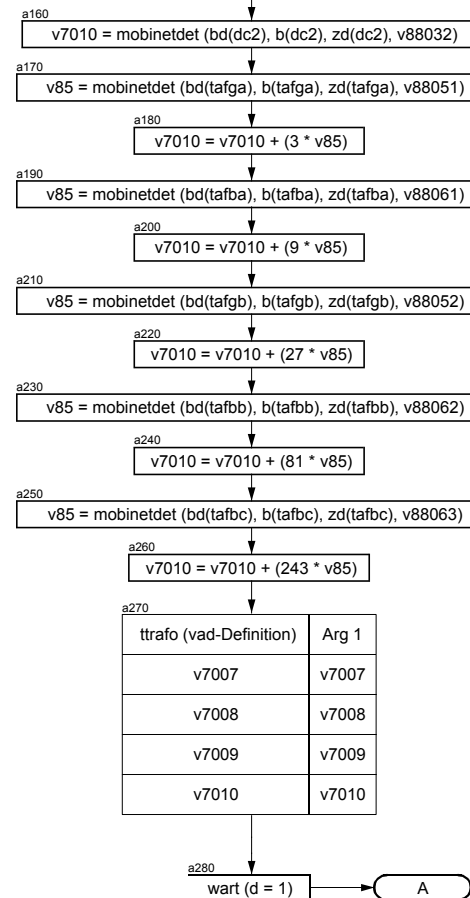 a160
v7010 = mobinetdet (bd(dc2), b(dc2), zd(dc2), v88032)
a170
v85 = mobinetdet (bd(tafga), b(tafga), zd(tafga), v88051)
a180
v7010 = v7010 + (3 * v85)
a190
v85 = mobinetdet (bd(tafba), b(tafba), zd(tafba), v88061)
a200
v7010 = v7010 + (9 * v85)
a210
v85 = mobinetdet (bd(tafgb), b(tafgb), zd(tafgb), v88052)
a220
v7010 = v7010 + (27 * v85)
a230
v85 = mobinetdet (bd(tafbb), b(tafbb), zd(tafbb), v88062)
a240
v7010 = v7010 + (81 * v85)
a250
v85 = mobinetdet (bd(tafbc), b(tafbc), zd(tafbc), v88063)
a260
v7010 = v7010 + (243 * v85)
a270
ttrafo (vad-Definition) Arg 1
v7007 v7007
v7008 v7008
v7009 v7009
v7010 v7010
a280
wart (d = 1) A